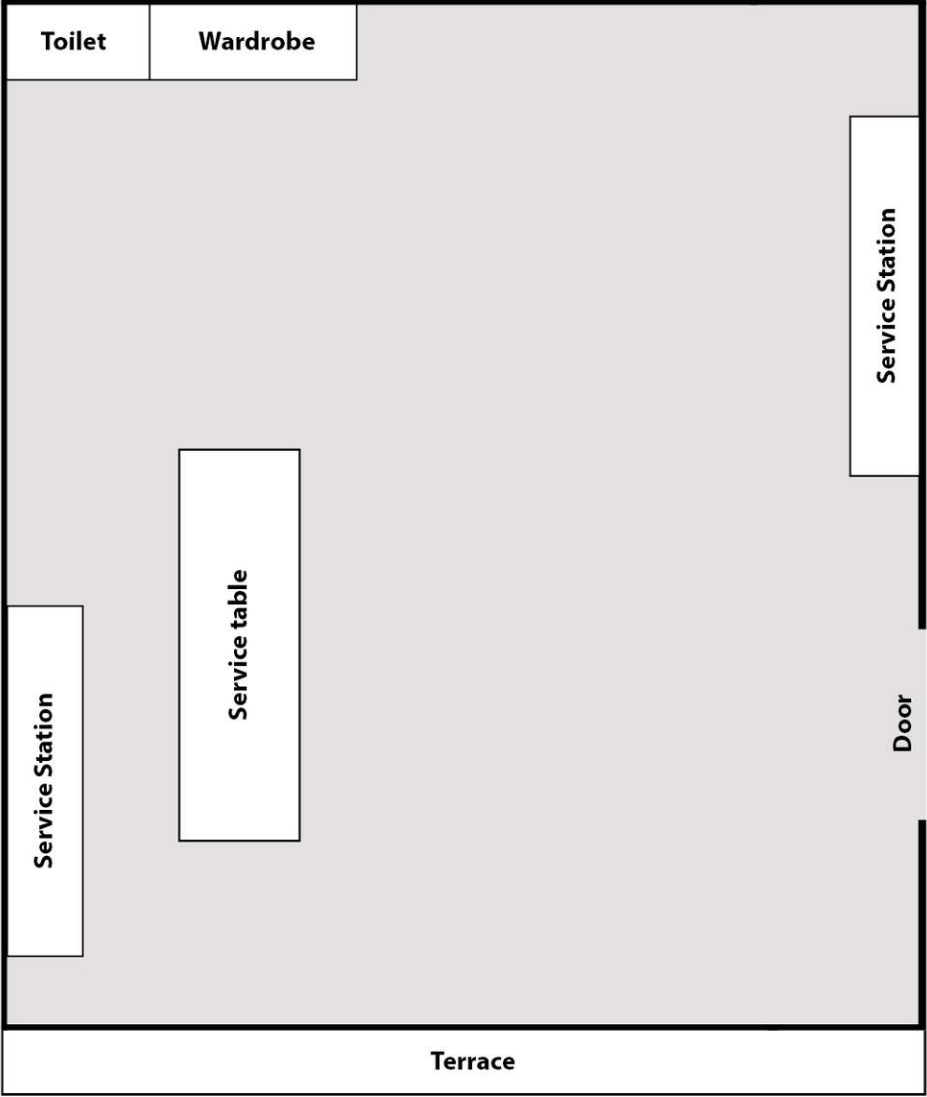 Toilet
Wardrobe
Service Station
Service table
Service Station
Door
Terrace